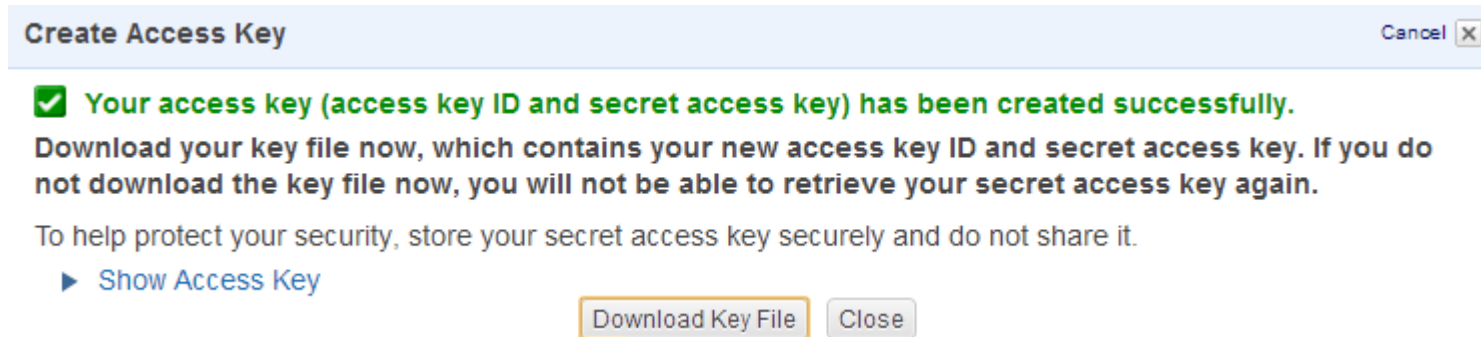 Create Access Key
Cancel
Your access key (access key ID and secret access key) has been created successfully.
Download your key file now, which contains your new access key ID and secret access key. If you do
not download the key file now, you will not be able to retrieve your secret access key again.
To help protect your security, store your secret access key securely and do not share it.
Show Access Key
Download Key File
Close